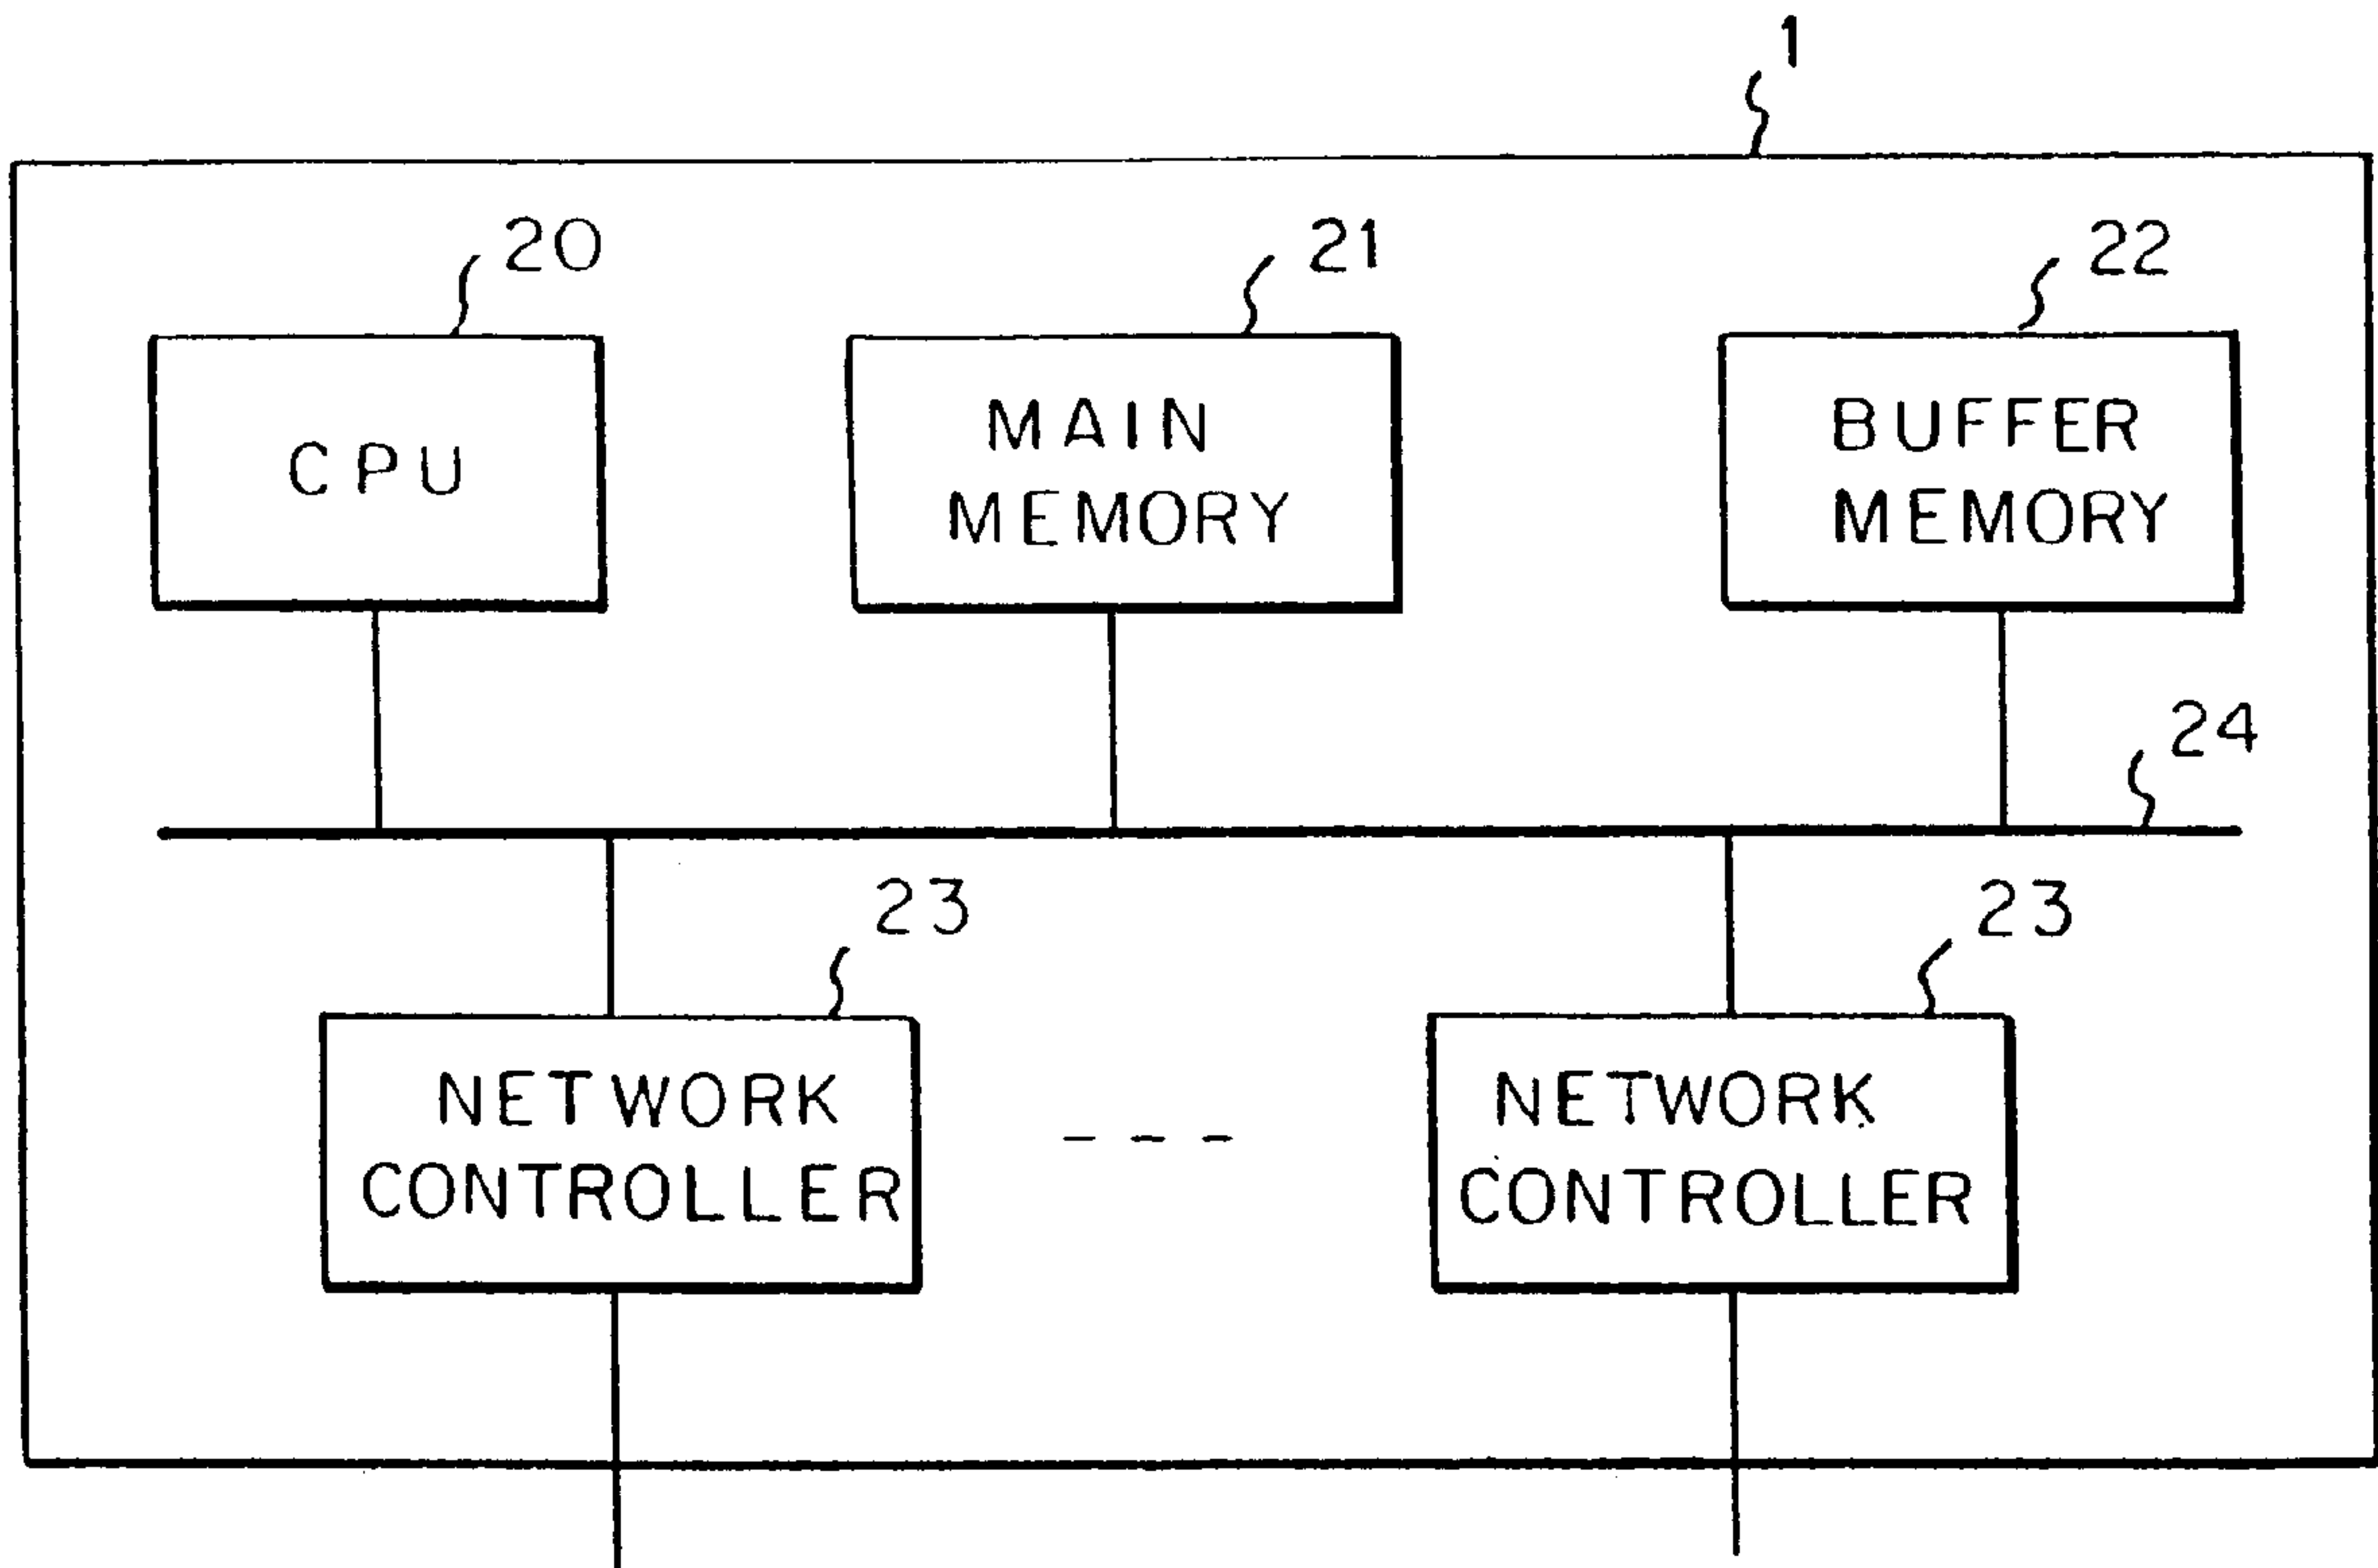 1
20
21
22
CPU
MAIN
MEMORY
BUFFER
MEMORY
24
23
23
NETWORK
CONTROLLER
- - -
NETWORK
CONTROLLER